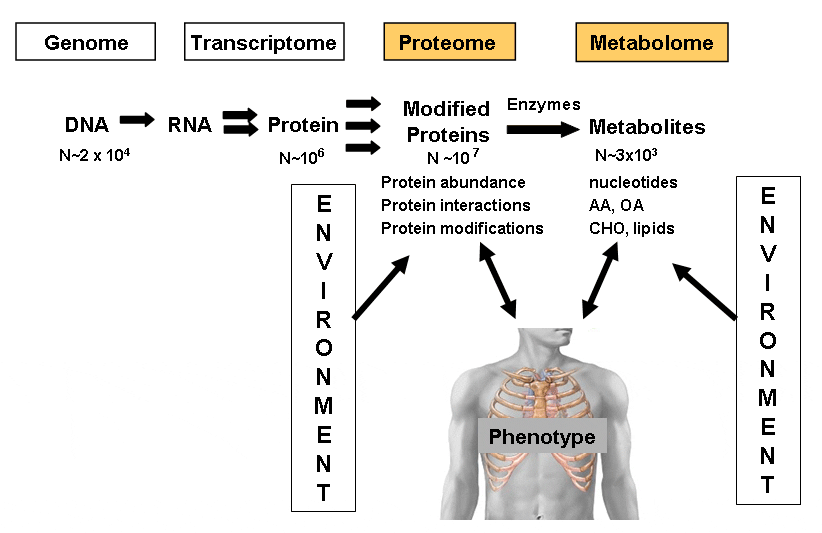 Genome
Transcriptome
Proteome
Metabolome
DNA
RNA
Protein
Modified
Proteins
Enzymes
Metabolites
N~2 x 10⁴
N~10⁶
N ~10⁷
N~3x10³
Protein abundance
Protein interactions
Protein modifications
nucleotides
AA, OA
CHO, lipids
ENVIRONMENT
ENVIRONMENT
Phenotype